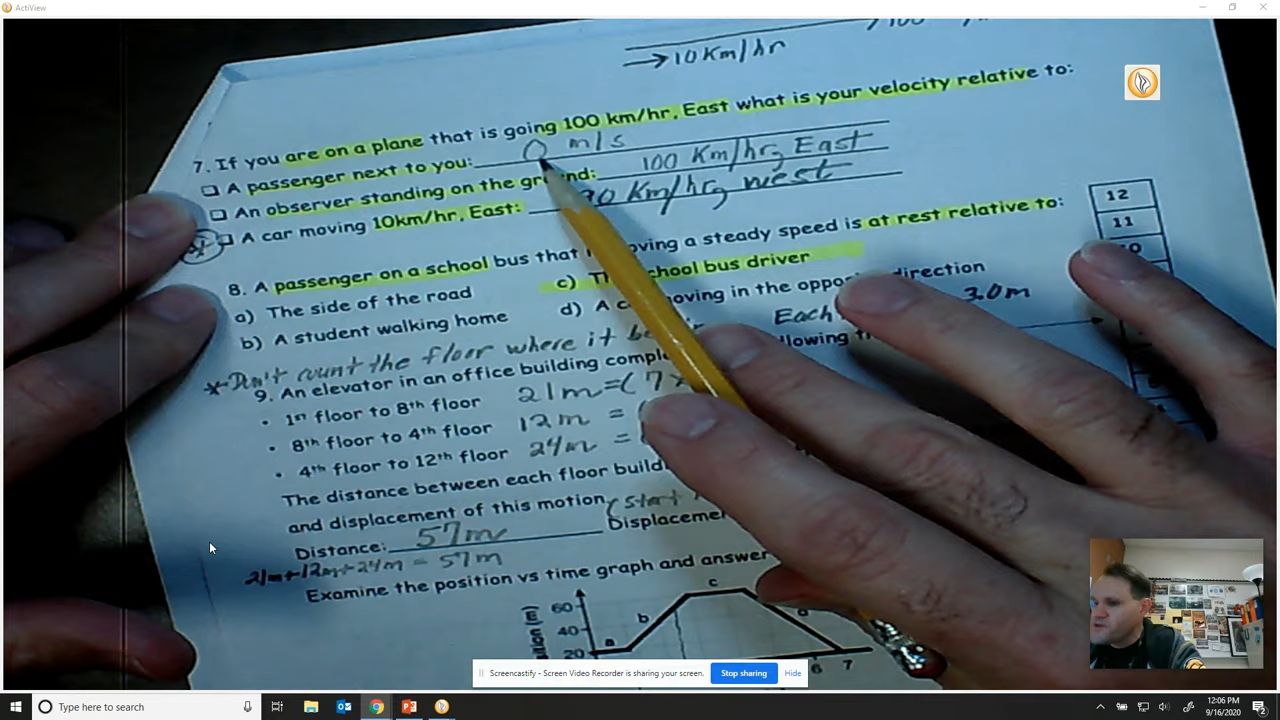 ActiView
→10 Km/hr
7. If you are on a plane that is going 100 km/hr, East what is your velocity relative to:
❑ A passenger next to you: 0 m/s
❑ An observer standing on the ground: 100 Km/hr, East
❑ A car moving 10km/hr, East: 90 Km/hr, west
8. A passenger on a school bus that is moving a steady speed is at rest relative to:
a) The side of the road
c) The school bus driver
b) A student walking home
d) A car moving in the opposite direction
*Don't count the floor where it
Each 3.0m
9. An elevator in an office building
• 1st floor to 8th floor 21m = (7
• 8th floor to 4th floor 12m = (
• 4th floor to 12th floor 24m = (
The distance between each floor
and displacement of this motion. (start
Distance: 57m
21m+12m+24m = 57m
Examine the position vs time graph and answer
60
40
20
a
b
c
6
7
12
11
10
Screencastify - Screen Video Recorder is sharing your screen.
Stop sharing
Hide
Type here to search
12:06 PM
9/16/2020
2